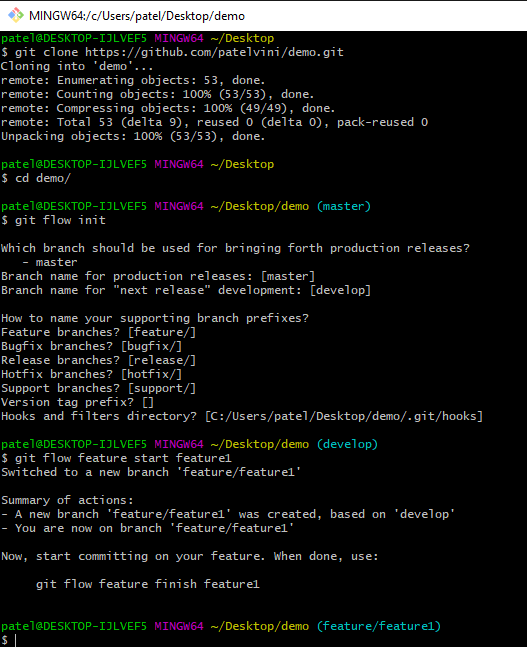 MINGW64:/c/Users/patel/Desktop/demo
patel@DESKTOP-IJLVEF5 MINGW64 ~/Desktop
$ git clone https://github.com/patelvini/demo.git
Cloning into 'demo'...
remote: Enumerating objects: 53, done.
remote: Counting objects: 100% (53/53), done.
remote: Compressing objects: 100% (49/49), done.
remote: Total 53 (delta 9), reused 0 (delta 0), pack-reused 0
Unpacking objects: 100% (53/53), done.
patel@DESKTOP-IJLVEF5 MINGW64 ~/Desktop
$ cd demo/
patel@DESKTOP-IJLVEF5 MINGW64 ~/Desktop/demo (master)
$ git flow init
Which branch should be used for bringing forth production releases?
   - master
Branch name for production releases: [master]
Branch name for "next release" development: [develop]
How to name your supporting branch prefixes?
Feature branches? [feature/]
Bugfix branches? [bugfix/]
Release branches? [release/]
Hotfix branches? [hotfix/]
Support branches? [support/]
Version tag prefix? []
Hooks and filters directory? [C:/Users/patel/Desktop/demo/.git/hooks]
patel@DESKTOP-IJLVEF5 MINGW64 ~/Desktop/demo (develop)
$ git flow feature start feature1
Switched to a new branch 'feature/feature1'
Summary of actions:
- A new branch 'feature/feature1' was created, based on 'develop'
- You are now on branch 'feature/feature1'
Now, start committing on your feature. When done, use:
     git flow feature finish feature1
patel@DESKTOP-IJLVEF5 MINGW64 ~/Desktop/demo (feature/feature1)
$